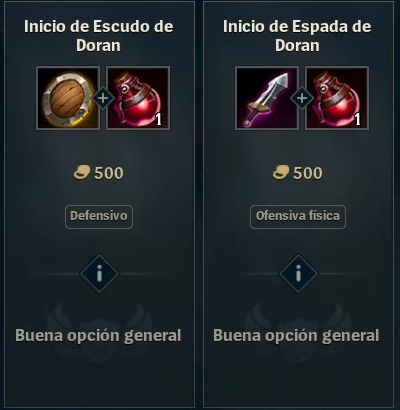 Inicio de Escudo de
Doran
1
500
Defensivo
Buena opción general
Inicio de Espada de
Doran
1
500
Ofensiva física
Buena opción general